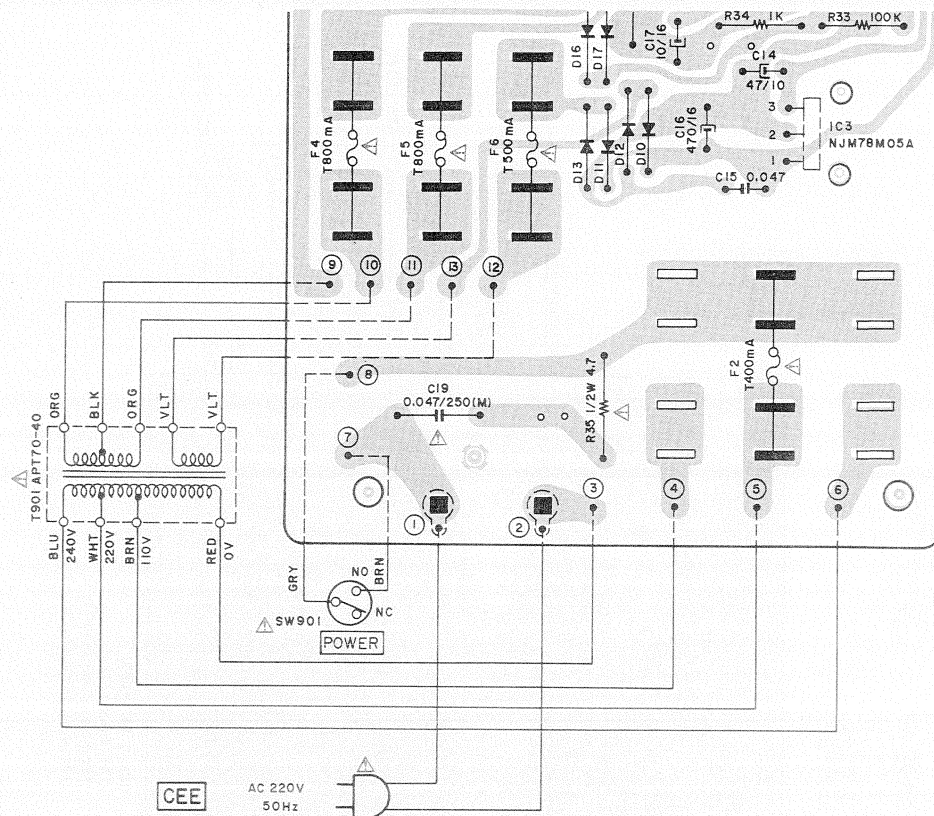 R34 1K
R33 100K
D16
D17
C17
10/16
C14
47/10
3
2
1
IC3
NJM78M05A
F4
T800mA
F5
T800mA
F6
T500mA
D13
D11
D12
D10
C16
470/16
C15 0.047
9
10
11
13
12
8
C19
0.047/250(M)
R35 1/2W 4.7
F2
T400mA
7
1
2
3
4
5
6
ORG
BLK
ORG
VLT
VLT
T901 APT70-40
BLU
240V
WHT
220V
BRN
110V
RED
0V
GRY
BRN
NO
NC
SW901
POWER
CEE
AC 220V
50Hz